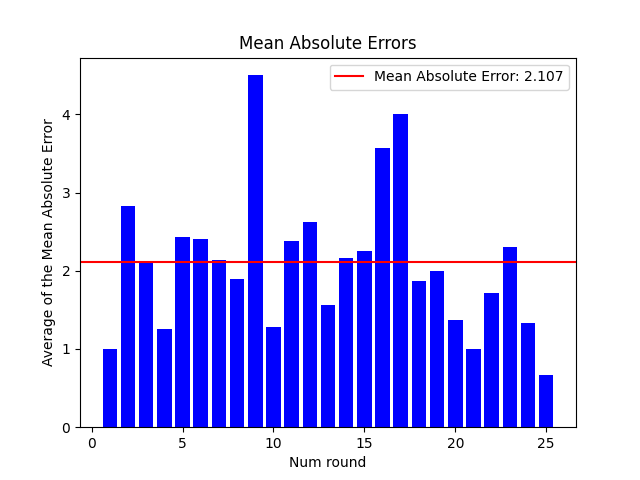 Mean Absolute Errors
Mean Absolute Error: 2.107
Average of the Mean Absolute Error
4
3
2
1
0
0 5 10 15 20 25
Num round